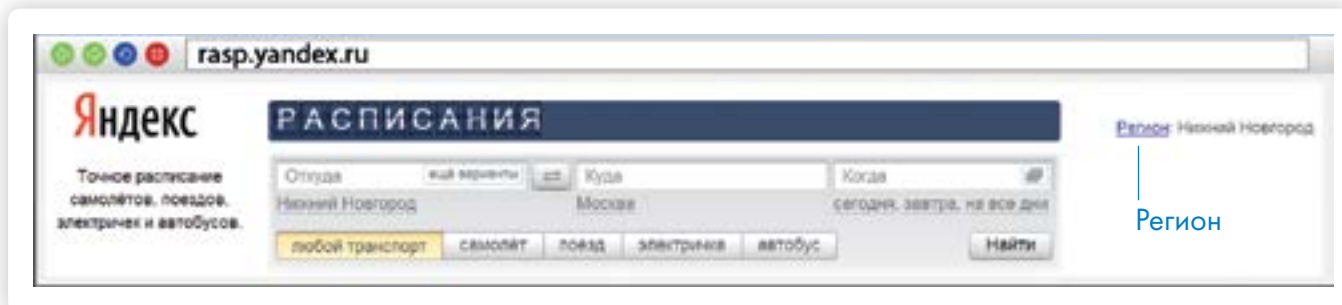 rasp.yandex.ru
Яндекс
РАСПИСАНИЯ
Регион: Нижний Новгород
Точное расписание
самолётов, поездов,
электричек и автобусов.
Откуда ещё варианты Куда Когда
Нижний Новгород Москва сегодня, завтра, на все дни
Регион
любой транспорт самолёт поезд электричка автобус Найти